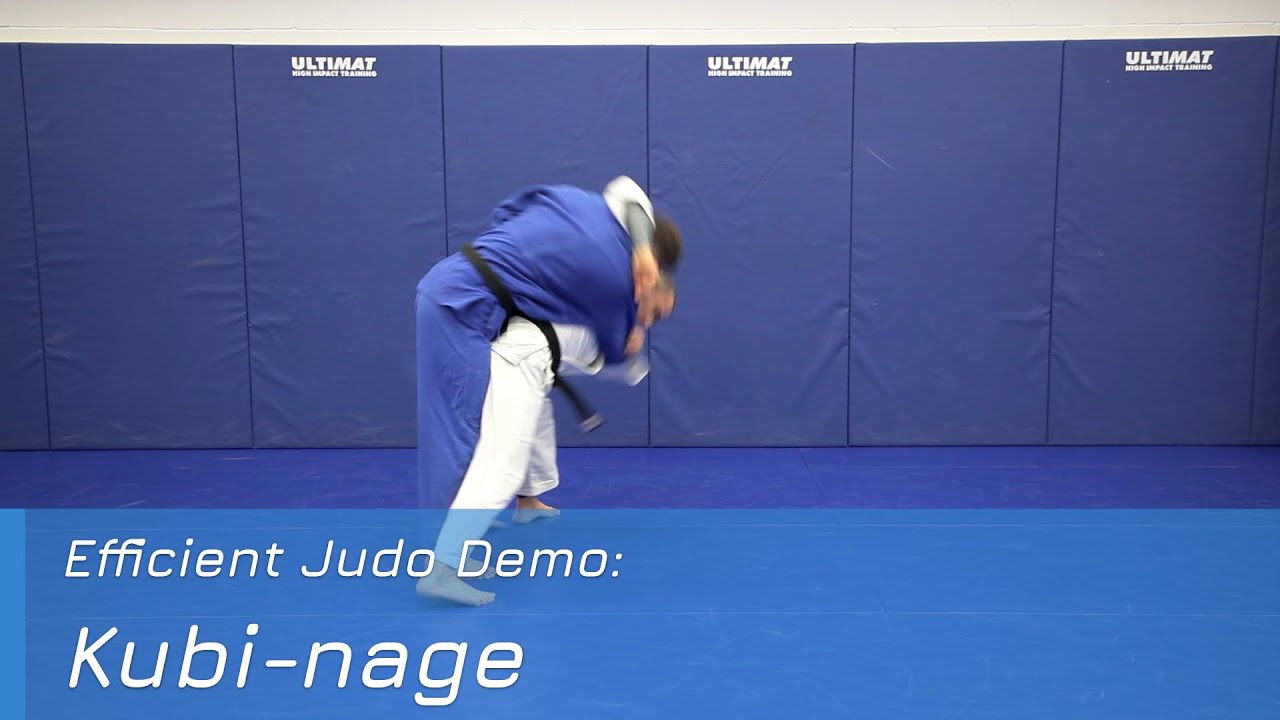 ULTIMAT
HIGH IMPACT TRAINING
ULTIMAT
HIGH IMPACT TRAINING
ULTIMAT
HIGH IMPACT TRAINING
Efficient Judo Demo:
Kubi-nage